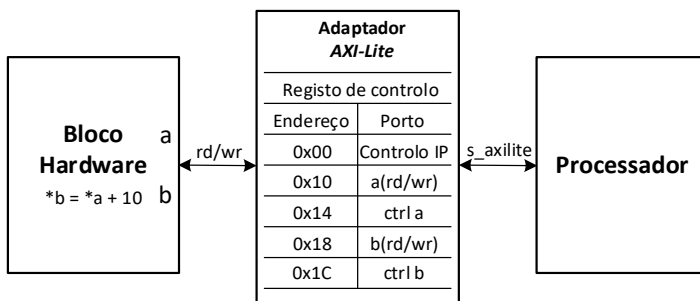 Bloco
Hardware
*b = *a + 10
a
b
rd/wr
Adaptador
AXI-Lite
Registo de controlo
Endereço Porto
0x00 Controlo IP
0x10 a(rd/wr)
0x14 ctrl a
0x18 b(rd/wr)
0x1C ctrl b
s_axilite
Processador